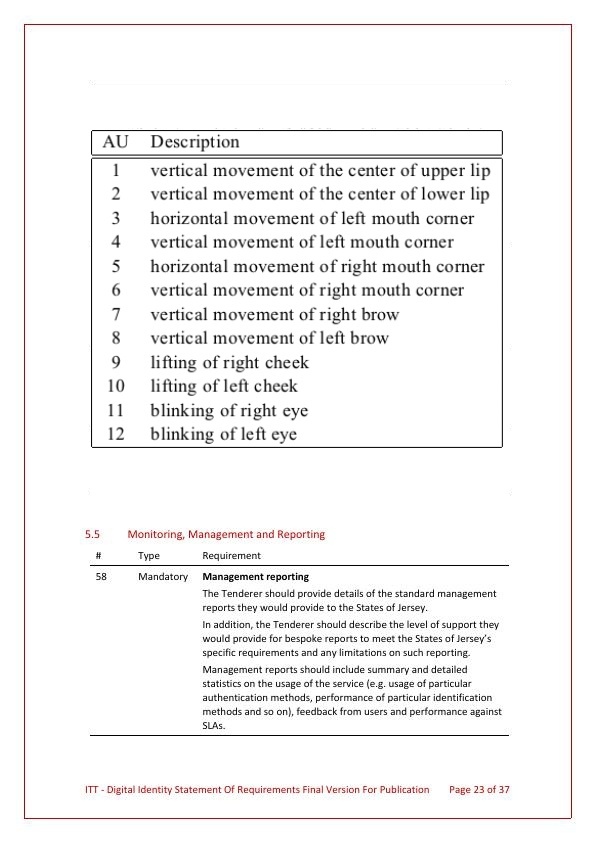 AU Description
1 vertical movement of the center of upper lip
2 vertical movement of the center of lower lip
3 horizontal movement of left mouth corner
4 vertical movement of left mouth corner
5 horizontal movement of right mouth corner
6 vertical movement of right mouth corner
7 vertical movement of right brow
8 vertical movement of left brow
9 lifting of right cheek
10 lifting of left cheek
11 blinking of right eye
12 blinking of left eye
5.5 Monitoring, Management and Reporting
# Type Requirement
58 Mandatory Management reporting
The Tenderer should provide details of the standard management
reports they would provide to the States of Jersey.
In addition, the Tenderer should describe the level of support they
would provide for bespoke reports to meet the States of Jersey’s
specific requirements and any limitations on such reporting.
Management reports should include summary and detailed
statistics on the usage of the service (e.g. usage of particular
authentication methods, performance of particular identification
methods and so on), feedback from users and performance against
SLAs.
ITT - Digital Identity Statement Of Requirements Final Version For Publication Page 23 of 37